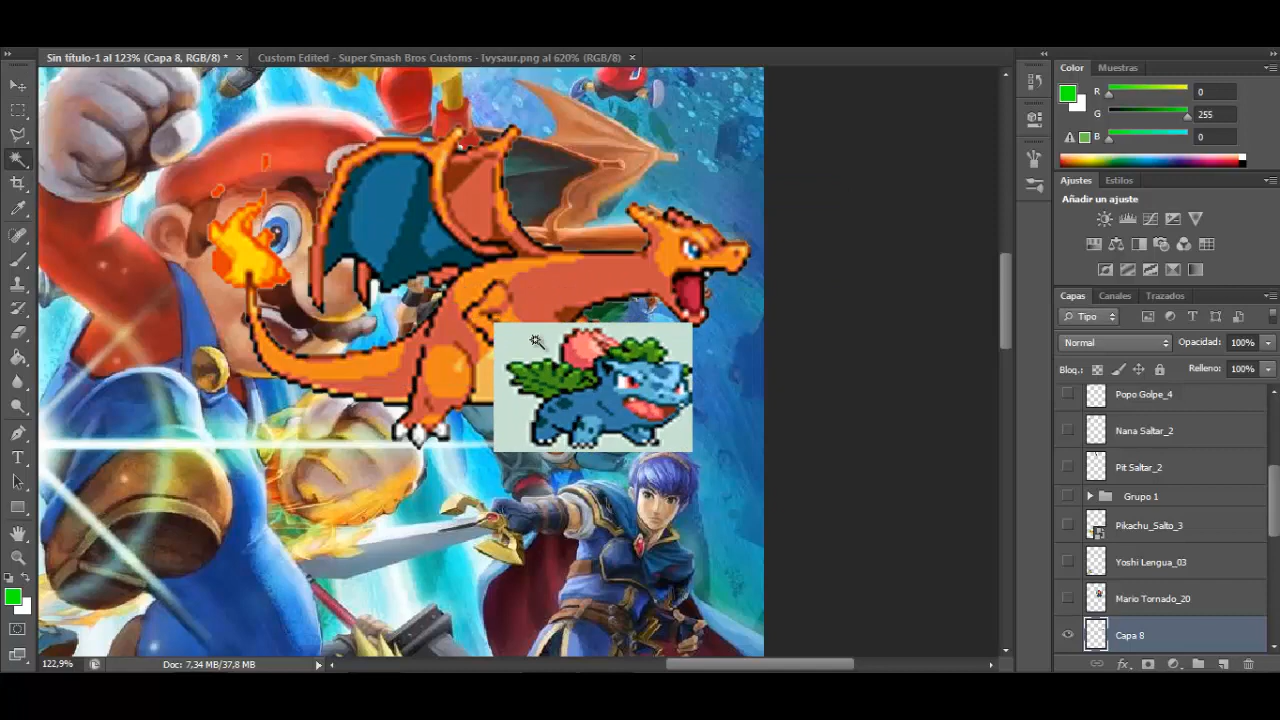 Sin título-1 al 123% (Capa 8, RGB/8) * ×
Custom Edited - Super Smash Bros Customs - Ivysaur.png al 620% (RGB/8) ×
Color Muestras
R 0
G 255
B 0
Ajustes Estilos
Añadir un ajuste
Capas Canales Trazados
Tipo
Normal Opacidad: 100%
Bloq.: Relleno: 100%
Popo Golpe_4
Nana Saltar_2
Pit Saltar_2
Grupo 1
Pikachu_Salto_3
Yoshi Lengua_03
Mario Tornado_20
Capa 8
122,9% Doc: 7,34 MB/37,8 MB
fx